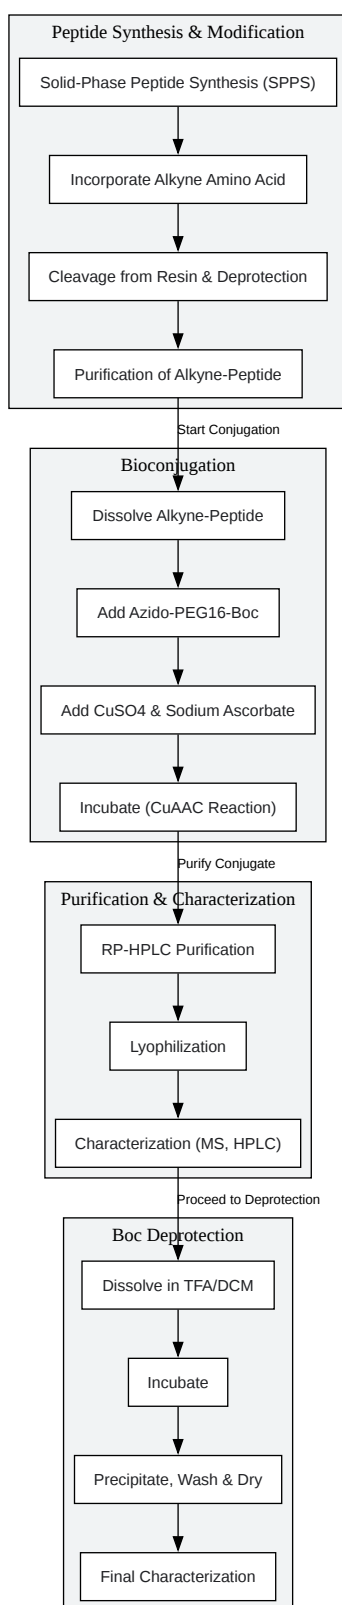 Peptide Synthesis & Modification
Solid-Phase Peptide Synthesis (SPPS)
Incorporate Alkyne Amino Acid
Cleavage from Resin & Deprotection
Purification of Alkyne-Peptide
Start Conjugation
Bioconjugation
Dissolve Alkyne-Peptide
Add Azido-PEG16-Boc
Add CuSO4 & Sodium Ascorbate
Incubate (CuAAC Reaction)
Purify Conjugate
Purification & Characterization
RP-HPLC Purification
Lyophilization
Characterization (MS, HPLC)
Proceed to Deprotection
Boc Deprotection
Dissolve in TFA/DCM
Incubate
Precipitate, Wash & Dry
Final Characterization